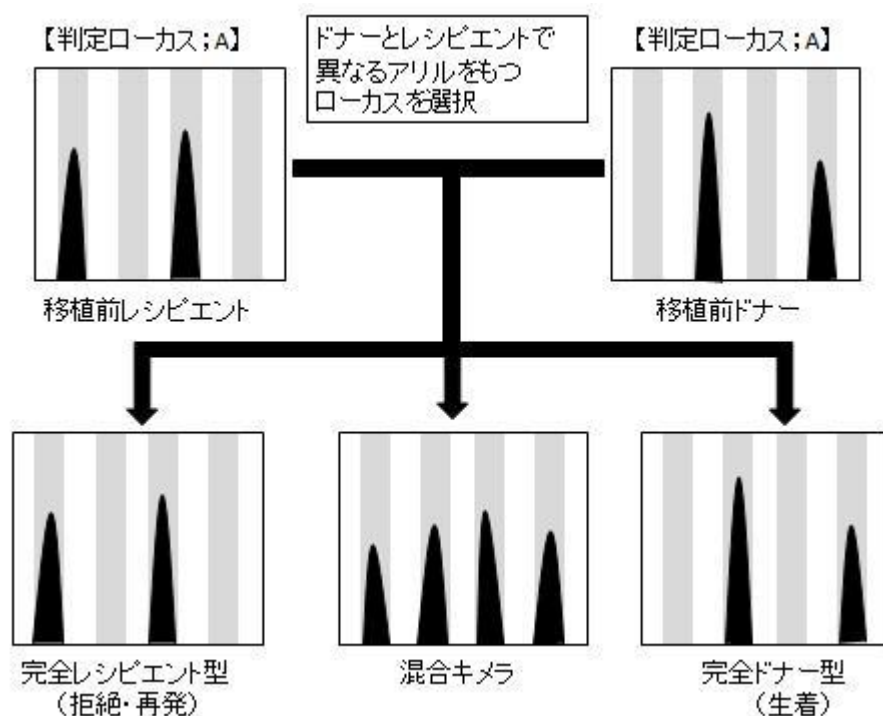 【判定ローカス;A】
ドナーとレシピエントで
異なるアリルをもつ
ローカスを選択
【判定ローカス;A】
移植前レシピエント
移植前ドナー
完全レシピエント型
(拒絶・再発)
混合キメラ
完全ドナー型
(生着)